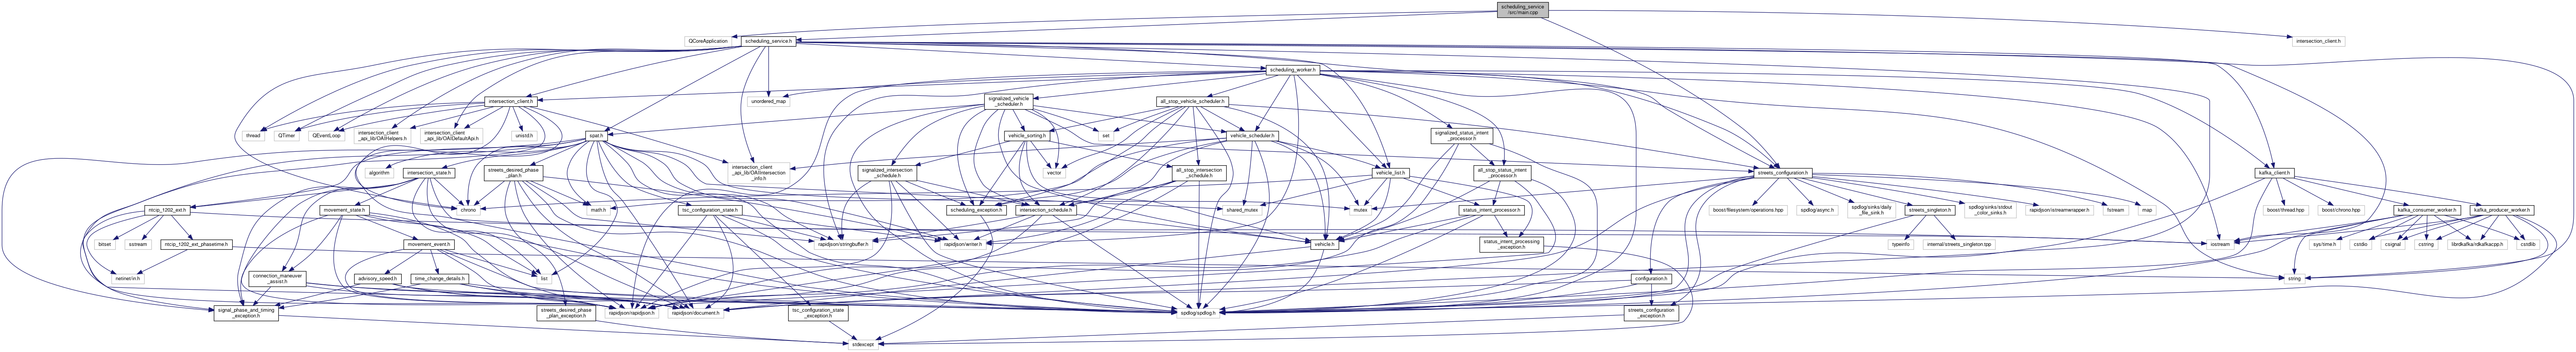 scheduling_service
/src/main.cpp
QCoreApplication
scheduling_service.h
intersection_client.h
scheduling_worker.h
intersection_client.h
unordered_map
signalized_vehicle
_scheduler.h
all_stop_vehicle_scheduler.h
thread
QTimer
QEventLoop
intersection_client
_api_lib/OAIHelpers.h
intersection_client
_api_lib/OAIDefaultApi.h
unistd.h
spat.h
vehicle_sorting.h
set
vehicle_scheduler.h
signalized_status_intent
_processor.h
algorithm
intersection_state.h
streets_desired_phase
_plan.h
intersection_client
_api_lib/OAIIntersection
_info.h
signalized_intersection
_schedule.h
vector
all_stop_intersection
_schedule.h
vehicle_list.h
all_stop_status_intent
_processor.h
streets_configuration.h
kafka_client.h
ntcip_1202_ext.h
movement_state.h
chrono
math.h
tsc_configuration_state.h
scheduling_exception.h
intersection_schedule.h
shared_mutex
mutex
status_intent_processor.h
boost/filesystem/operations.hpp
spdlog/async.h
spdlog/sinks/daily
_file_sink.h
streets_singleton.h
spdlog/sinks/stdout
_color_sinks.h
rapidjson/istreamwrapper.h
fstream
map
boost/thread.hpp
boost/chrono.hpp
kafka_consumer_worker.h
kafka_producer_worker.h
bitset
sstream
ntcip_1202_ext_phasetime.h
movement_event.h
rapidjson/stringbuffer.h
rapidjson/writer.h
vehicle.h
status_intent_processing
_exception.h
typeinfo
internal/streets_singleton.tpp
iostream
sys/time.h
cstdio
csignal
cstring
librdkafka/rdkafkacpp.h
cstdlib
netinet/in.h
connection_maneuver
_assist.h
advisory_speed.h
time_change_details.h
list
configuration.h
string
signal_phase_and_timing
_exception.h
streets_desired_phase
_plan_exception.h
rapidjson/rapidjson.h
rapidjson/document.h
tsc_configuration_state
_exception.h
spdlog/spdlog.h
streets_configuration
_exception.h
stdexcept